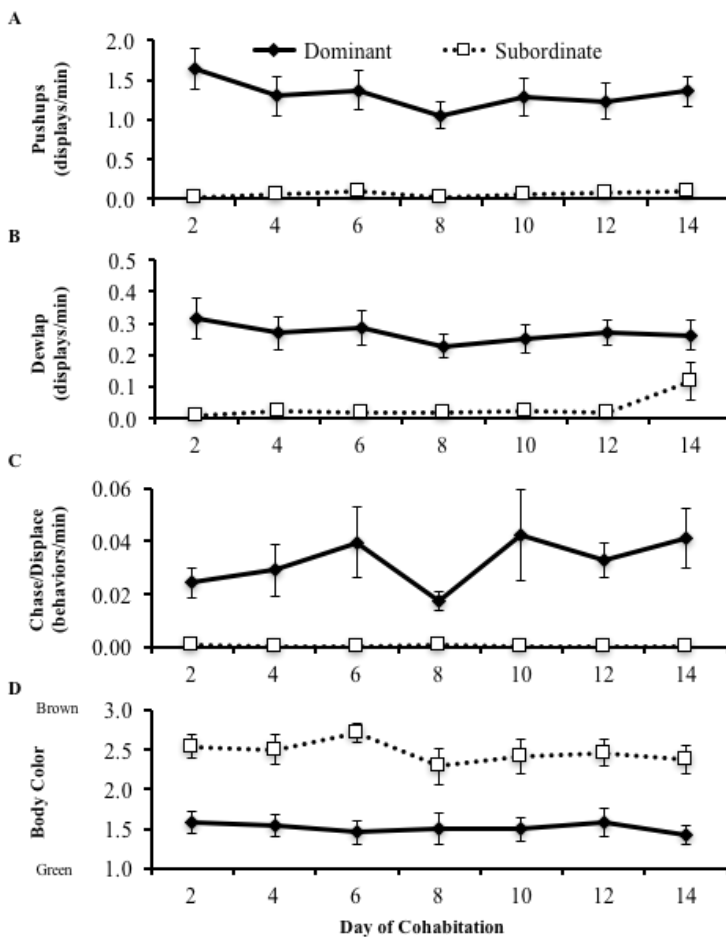 A
Dominant Subordinate
Pushups
(displays/min)
2.0
1.5
1.0
0.5
0.0
2 4 6 8 10 12 14
B
Dewlap
(displays/min)
0.5
0.4
0.3
0.2
0.1
0.0
2 4 6 8 10 12 14
C
Chase/Displace
(behaviors/min)
0.06
0.04
0.02
0.00
2 4 6 8 10 12 14
D
Body Color
Brown 3.0
2.5
2.0
1.5
Green 1.0
2 4 6 8 10 12 14
Day of Cohabitation